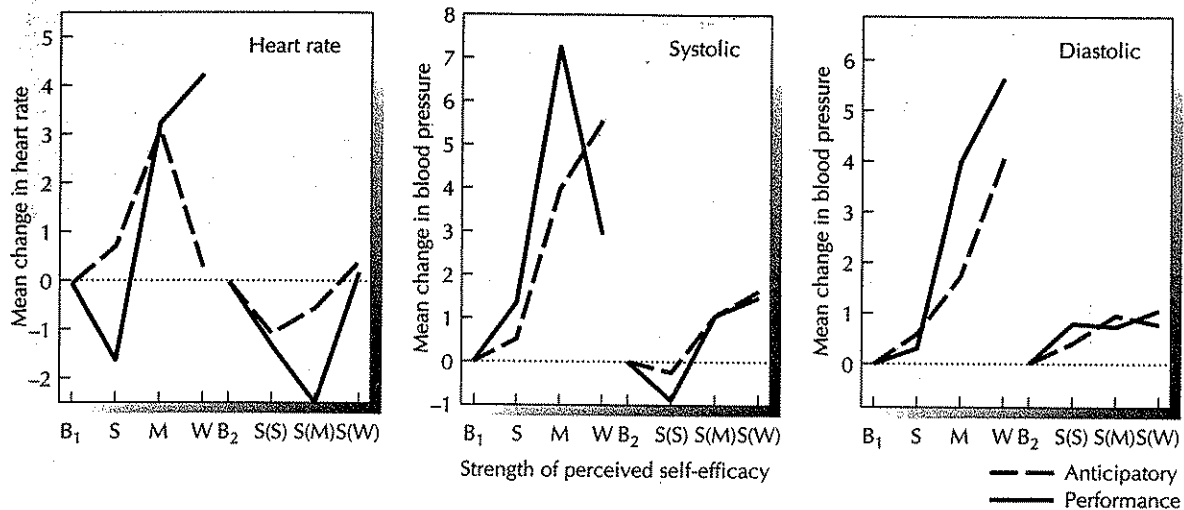 Heart rate
Mean change in heart rate
5
4
3
2
1
0
−1
−2
B1 S M W B2 S(S) S(M) S(W)
Systolic
Mean change in blood pressure
8
7
6
5
4
3
2
1
0
−1
B1 S M W B2 S(S) S(M) S(W)
Diastolic
Mean change in blood pressure
6
5
4
3
2
1
0
B1 S M W B2 S(S) S(M) S(W)
Strength of perceived self-efficacy
Anticipatory
Performance